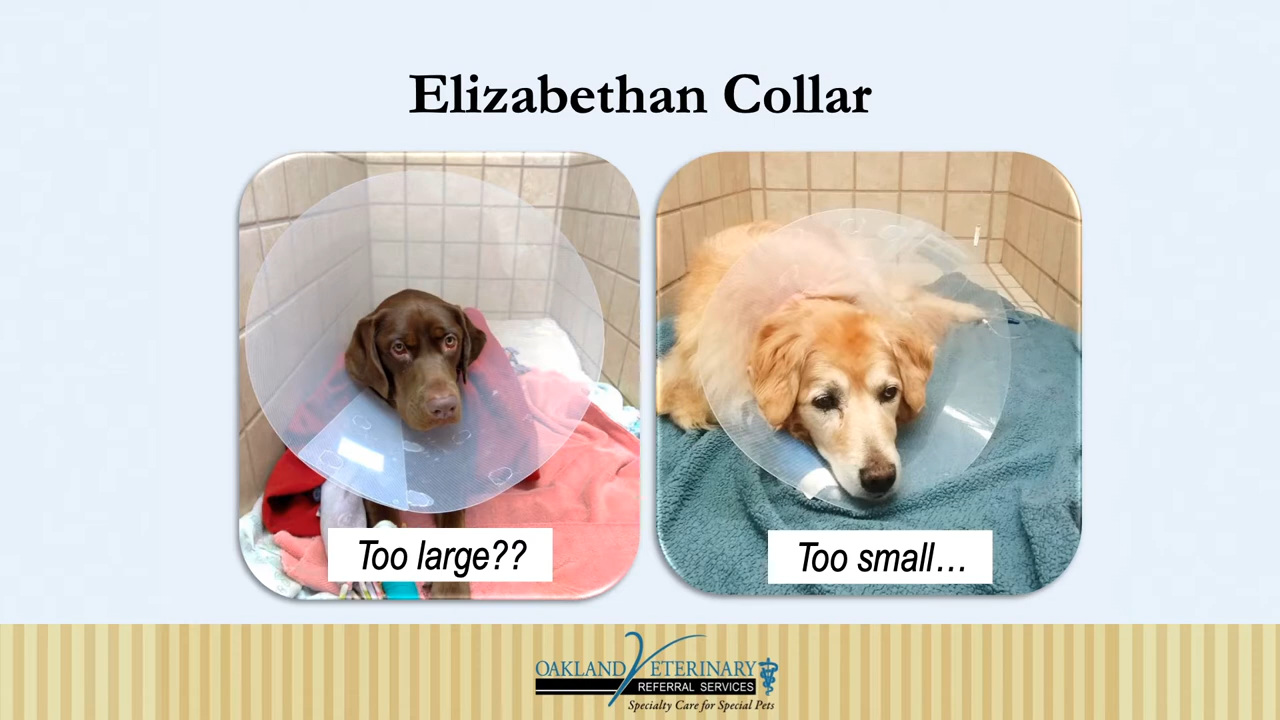 Elizabethan Collar
Too large??
Too small…
OAKLAND VETERINARY
REFERRAL SERVICES
Specialty Care for Special Pets